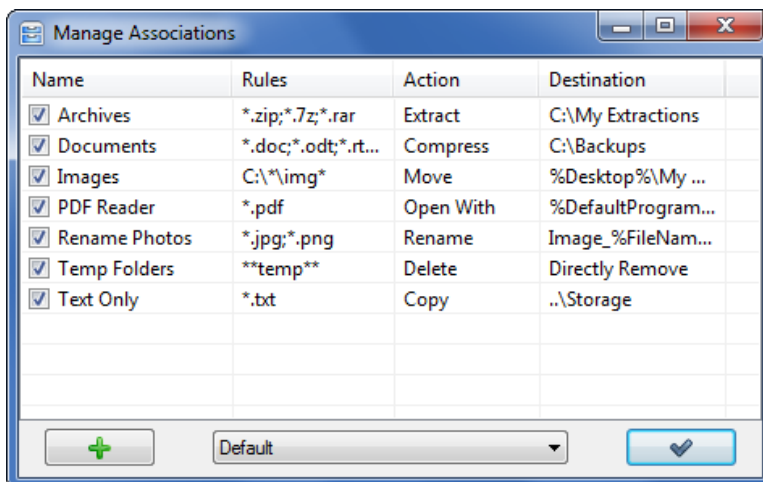 Manage Associations
Name Rules Action Destination
Archives *.zip;*.7z;*.rar Extract C:\My Extractions
Documents *.doc;*.odt;*.rt... Compress C:\Backups
Images C:\*\img* Move %Desktop%\My ...
PDF Reader *.pdf Open With %DefaultProgram...
Rename Photos *.jpg;*.png Rename Image_%FileNam...
Temp Folders **temp** Delete Directly Remove
Text Only *.txt Copy ..\Storage
Default